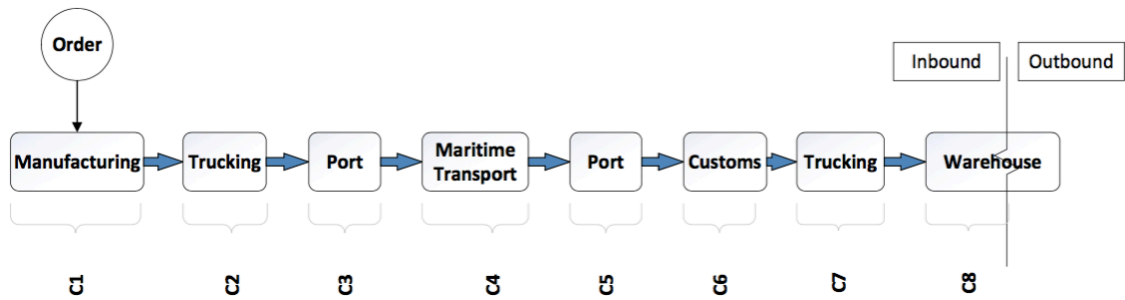 Order
Inbound
Outbound
Manufacturing
Trucking
Port
Maritime
Transport
Port
Customs
Trucking
Warehouse
C1
C2
C3
C4
C5
C6
C7
C8